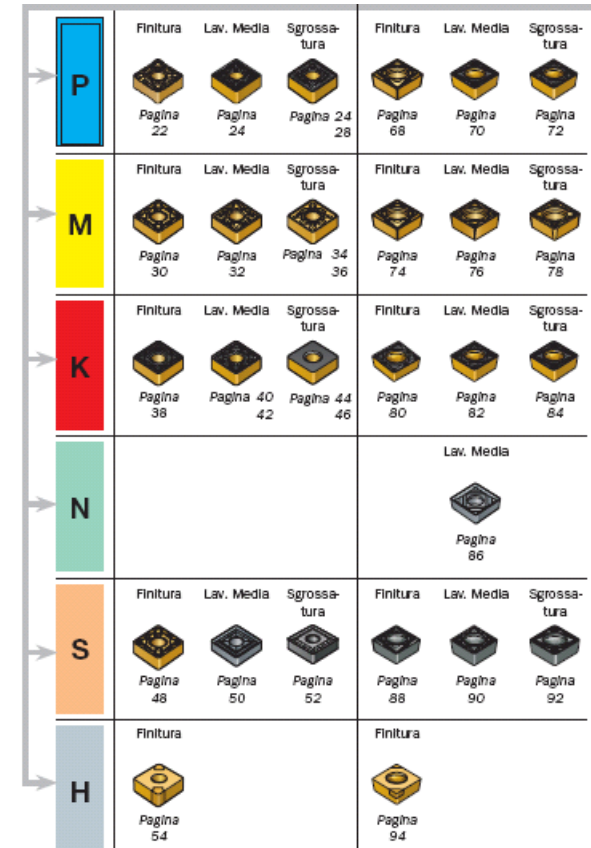 Finitura Lav. Media Sgrossa- Finitura Lav. Media Sgrossa-
tura tura
P
Pagina Pagina Pagina 24 Pagina Pagina Pagina
22 24 28 68 70 72
Finitura Lav. Media Sgrossa- Finitura Lav. Media Sgrossa-
tura tura
M
Pagina Pagina Pagina 34 Pagina Pagina Pagina
30 32 36 74 76 78
Finitura Lav. Media Sgrossa- Finitura Lav. Media Sgrossa-
tura tura
K
Pagina Pagina 40 Pagina 44 Pagina Pagina Pagina
38 42 46 80 82 84
Lav. Media
N
Pagina
86
Finitura Lav. Media Sgrossa- Finitura Lav. Media Sgrossa-
tura tura
S
Pagina Pagina Pagina Pagina Pagina Pagina
48 50 52 88 90 92
Finitura Finitura
H
Pagina Pagina
54 94